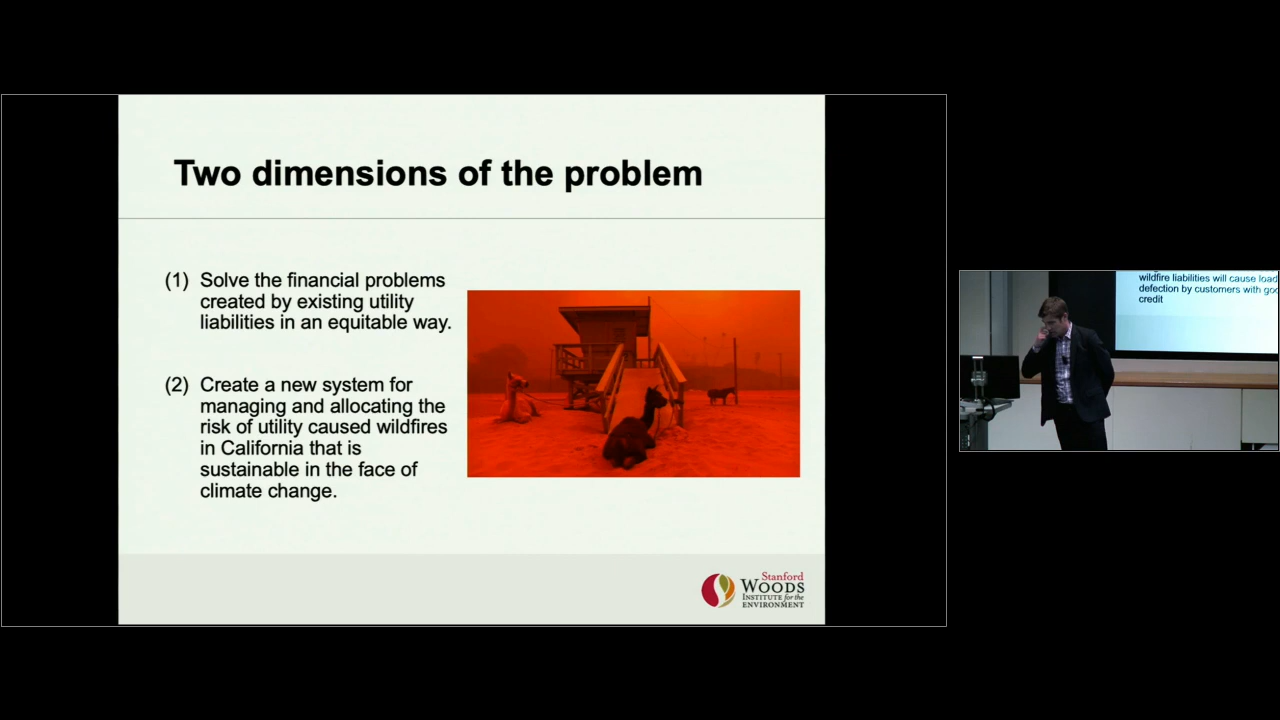 Two dimensions of the problem
(1) Solve the financial problems
created by existing utility
liabilities in an equitable way.
(2) Create a new system for
managing and allocating the
risk of utility caused wildfires
in California that is
sustainable in the face of
climate change.
Stanford
WOODS
INSTITUTE for the
ENVIRONMENT
wildfire liabilities will cause load
defection by customers with
credit